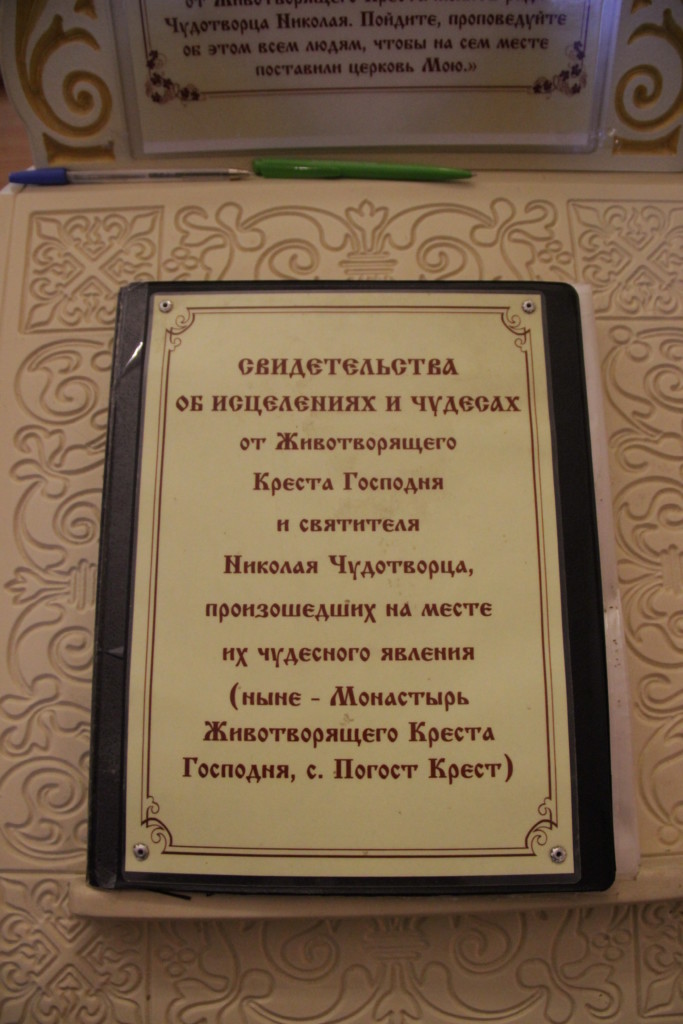 Чудотворца Николая. Пойдите, проповедуйте
об этом всем людям, чтобы на сем месте
поставили церковь Мою.»
СВИДЕТЕЛЬСТВА
ОБ ИСЦЕЛЕНИЯХ И ЧУДЕСАХ
от Животворящего
Креста Господня
и святителя
Николая Чудотворца,
произошедших на месте
их чудесного явления
(ныне - Монастырь
Животворящего Креста
Господня, с. Погост Крест)